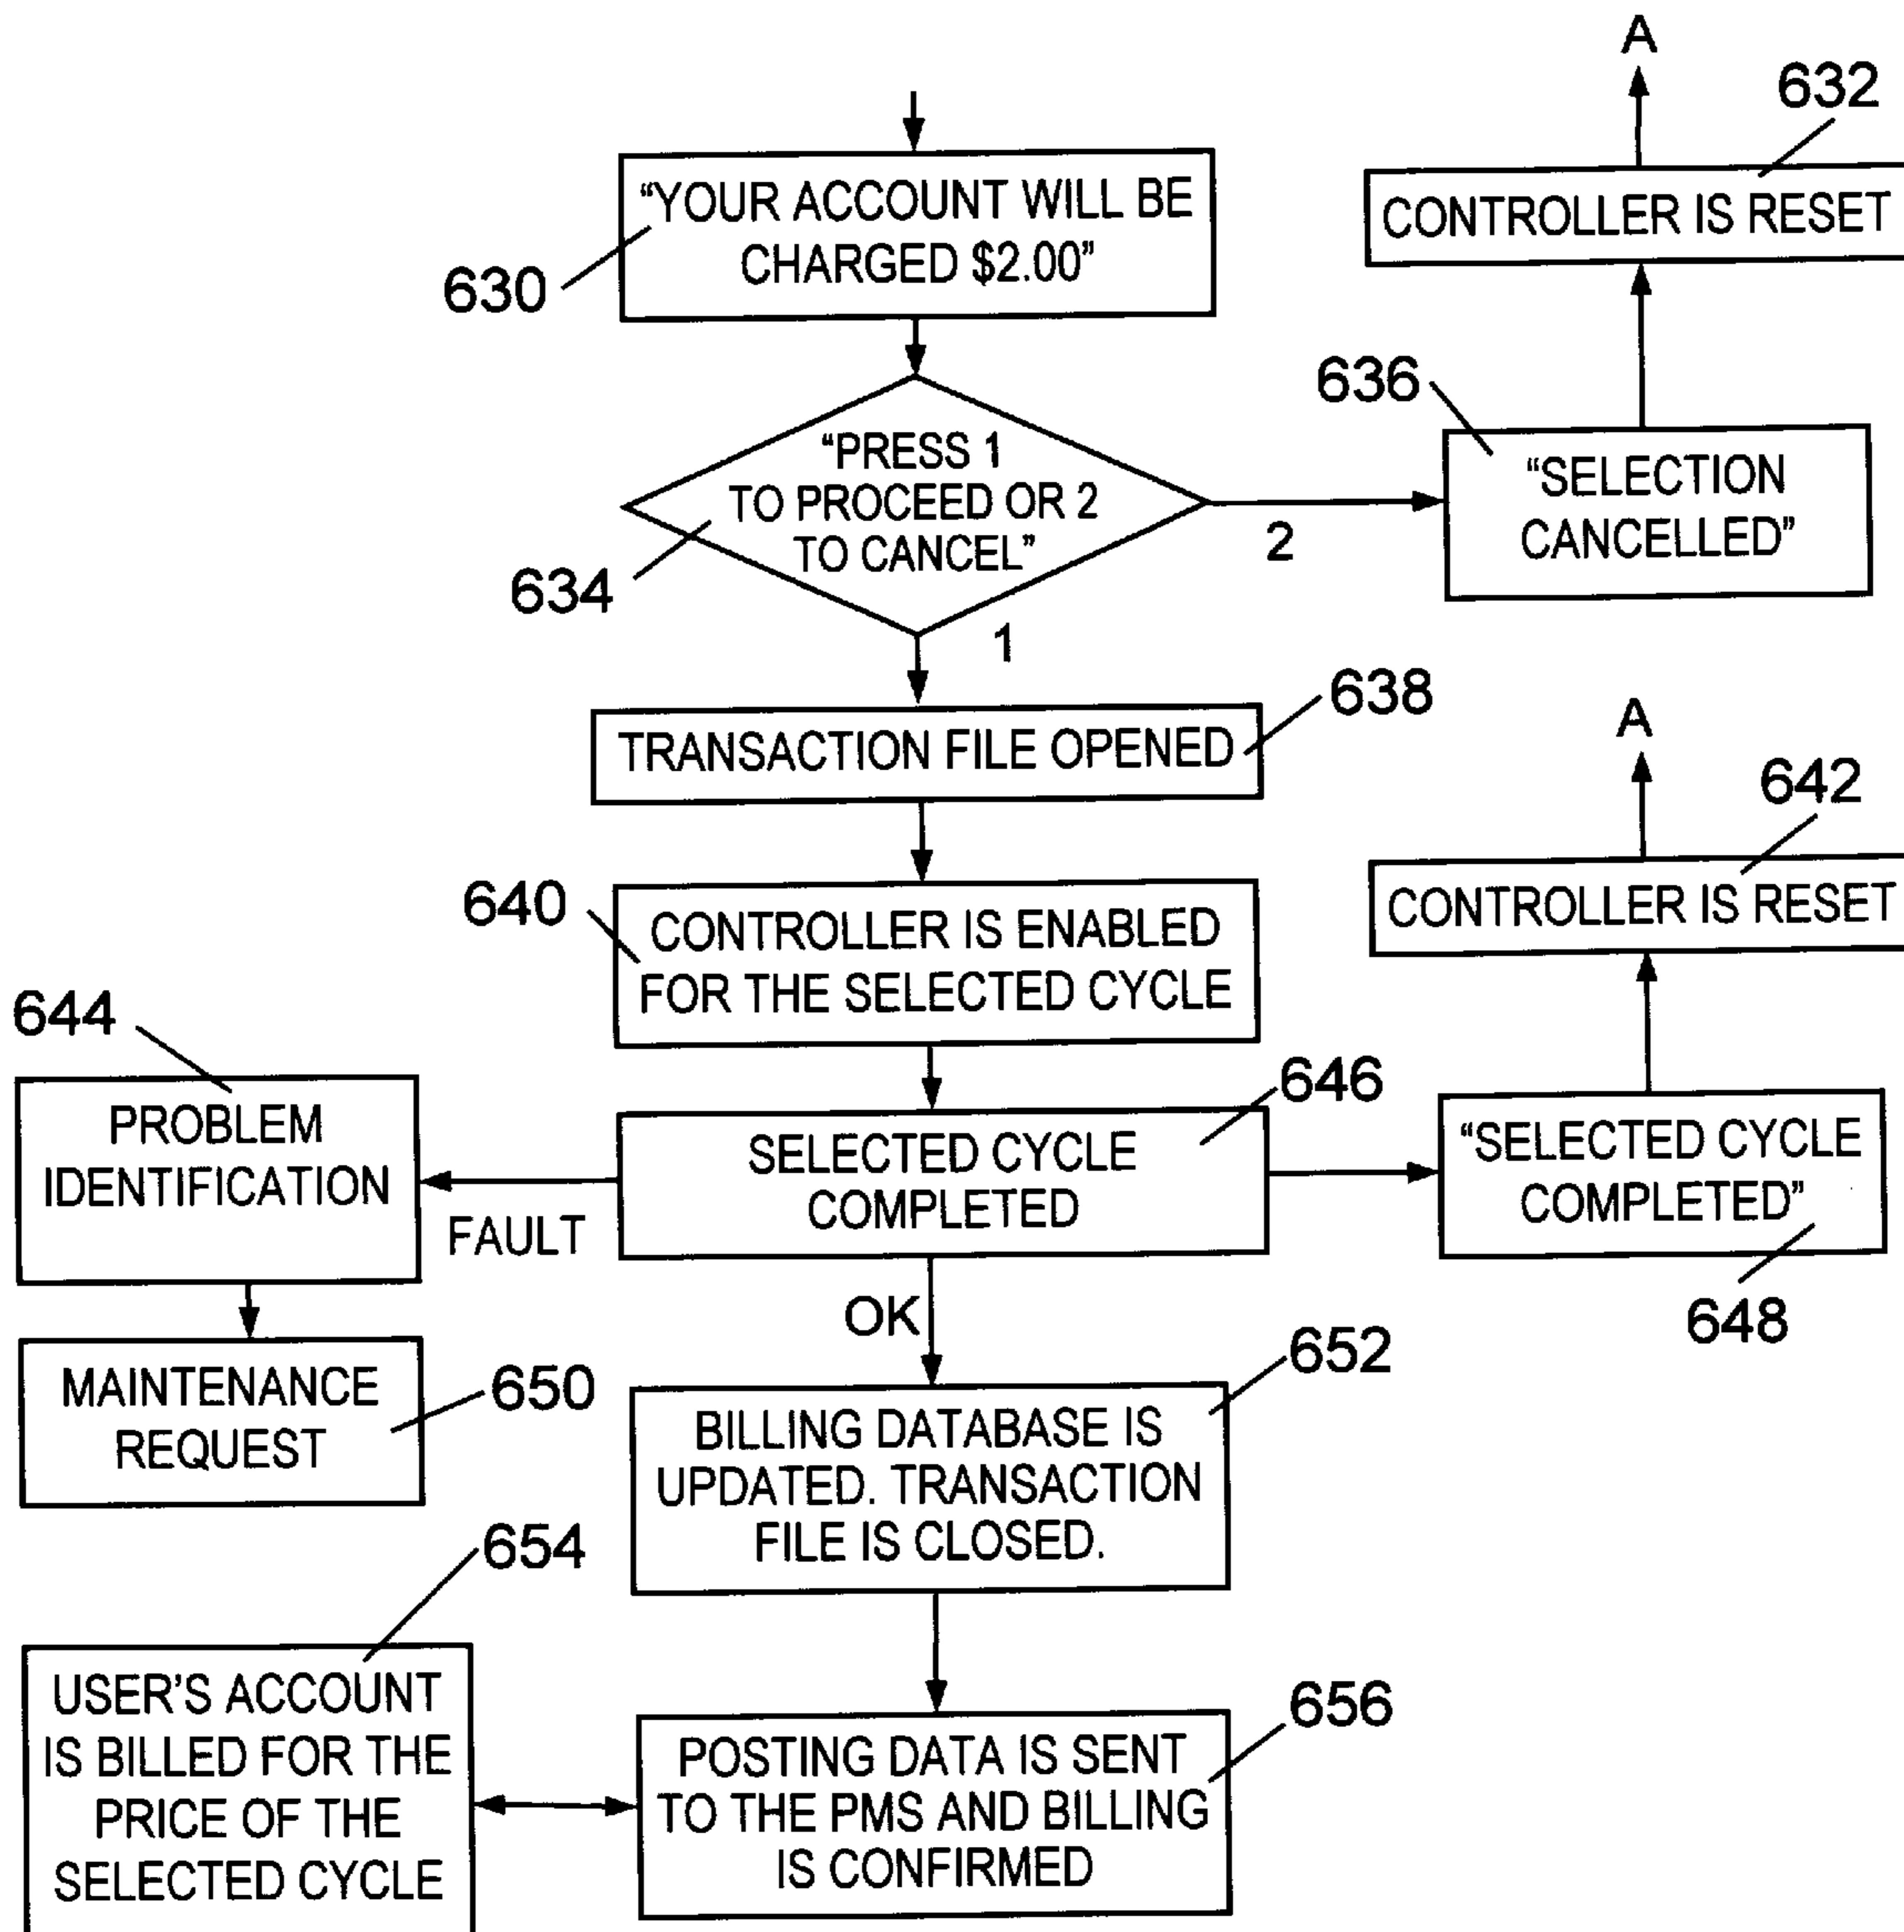 A
632
"YOUR ACCOUNT WILL BE
CHARGED $2.00"
630
CONTROLLER IS RESET
636
"PRESS 1
TO PROCEED OR 2
TO CANCEL"
634
2
"SELECTION
CANCELLED"
1
638
TRANSACTION FILE OPENED
A
642
640
CONTROLLER IS ENABLED
FOR THE SELECTED CYCLE
CONTROLLER IS RESET
644
PROBLEM
IDENTIFICATION
FAULT
646
SELECTED CYCLE
COMPLETED
"SELECTED CYCLE
COMPLETED"
648
OK
MAINTENANCE
REQUEST
650
652
BILLING DATABASE IS
UPDATED. TRANSACTION
FILE IS CLOSED.
654
USER'S ACCOUNT
IS BILLED FOR THE
PRICE OF THE
SELECTED CYCLE
656
POSTING DATA IS SENT
TO THE PMS AND BILLING
IS CONFIRMED